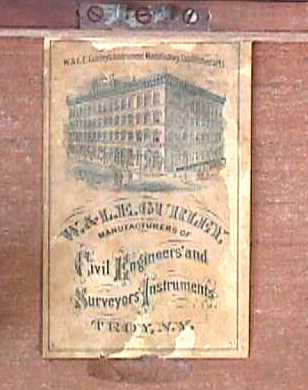 W. & L. E. GURLEY,
MANUFACTURERS OF
Civil Engineers' and
Surveyors' Instruments
TROY, N.Y.